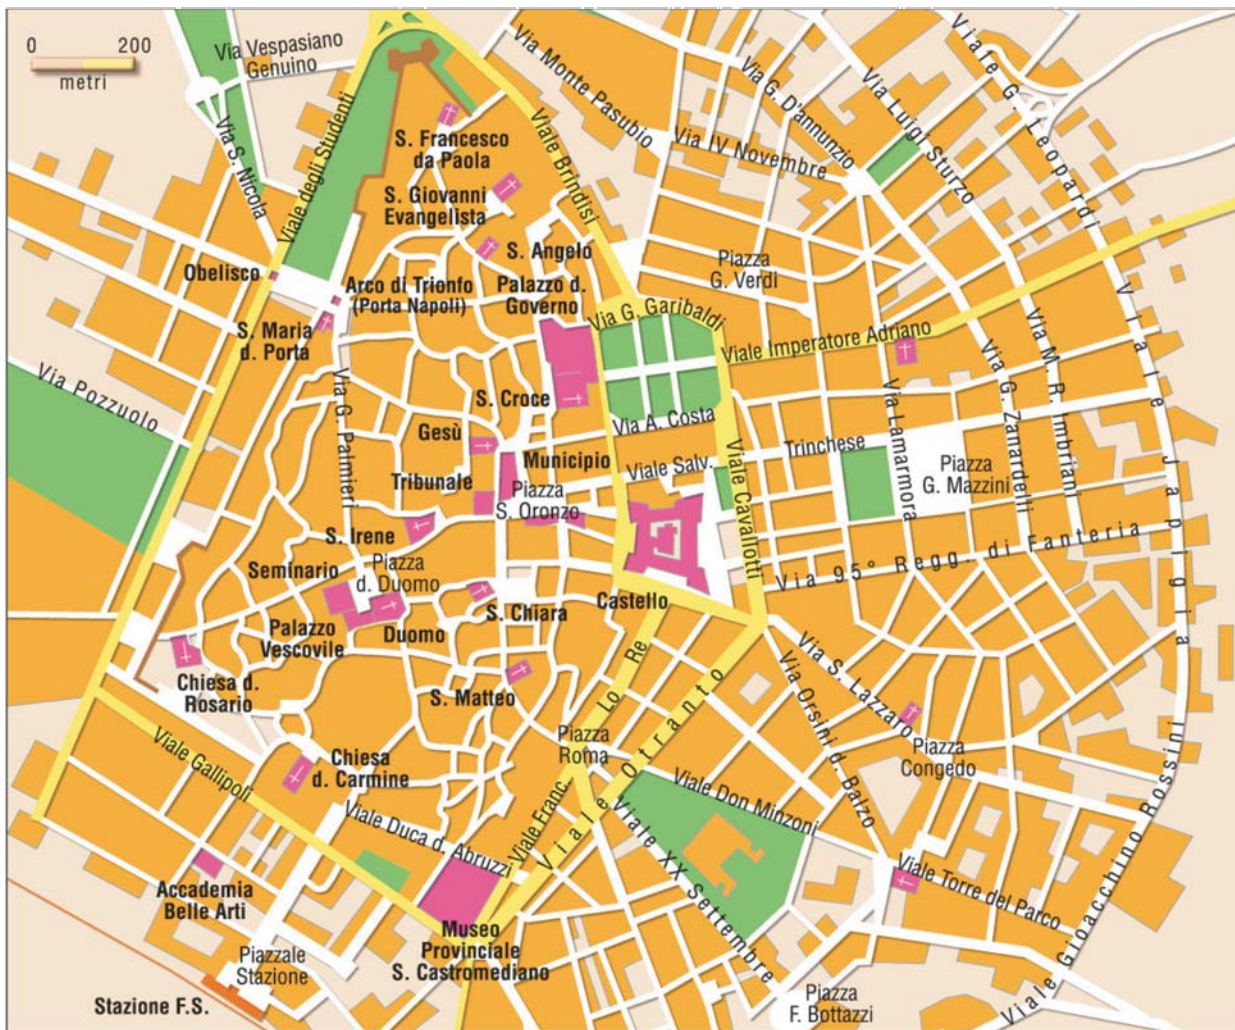 0 200
metri
Via Vespasiano
Genuino
Via S. Nicola
Viale degli Studenti
S. Francesco
da Paola
S. Giovanni
Evangelista
S. Angelo
Viale Brindisi
Via Monte Pasubio
Via IV Novembre
Via G. D'annunzio
Via Luigi Sturzo
Viale G. Leopardi
Obelisco
Arco di Trionfo
(Porta Napoli)
Palazzo d.
Governo
Piazza
G. Verdi
Via G. Garibaldi
Viale Imperatore Adriano
S. Maria
d. Porta
Via Pozzuolo
Via G. Palmieri
S. Croce
Gesù
Via A. Costa
Municipio
Viale Salv.
Trinchese
Viale Cavallotti
Via Lamarmora
Piazza
G. Mazzini
Via G. Zanardelli
Via M. R. Imbriani
Viale Japigia
Tribunale
Piazza
S. Oronzo
S. Irene
Piazza
d. Duomo
Seminario
Via 95° Regg. di Fanteria
Castello
S. Chiara
Palazzo
Vescovile
Duomo
Chiesa d.
Rosario
S. Matteo
Via S. Lazzaro
Via Orsini d. Balzo
Piazza
Congedo
Piazza
Roma
Viale Franc. Lo Re
Viale Otranto
Viale Gallipoli
Chiesa
d. Carmine
Viale Duca d. Abruzzi
Viale Don Minzoni
Viale XX Settembre
Viale Torre del Parco
Viale Gioacchino Rossini
Accademia
Belle Arti
Museo
Provinciale
S. Castromediano
Piazzale
Stazione
Stazione F.S.
Piazza
F. Bottazzi